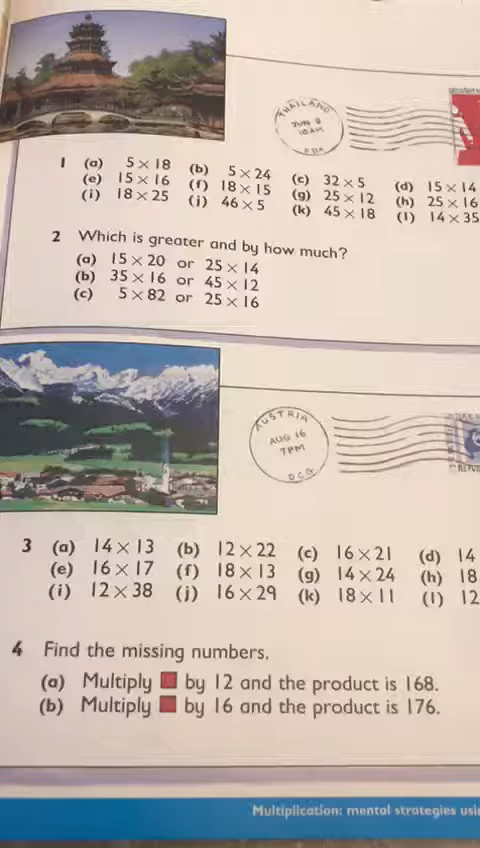 THAILAND
JUN 8
10AM
1 (a) 5 × 18 (b) 5 × 24 (c) 32 × 5 (d) 15 × 14
(e) 15 × 16 (f) 18 × 15 (g) 25 × 12 (h) 25 × 16
(i) 18 × 25 (j) 46 × 5 (k) 45 × 18 (l) 14 × 35
2 Which is greater and by how much?
(a) 15 × 20 or 25 × 14
(b) 35 × 16 or 45 × 12
(c) 5 × 82 or 25 × 16
AUSTRIA
AUG 16
7PM
DCG
3 (a) 14 × 13 (b) 12 × 22 (c) 16 × 21 (d) 14
(e) 16 × 17 (f) 18 × 13 (g) 14 × 24 (h) 18
(i) 12 × 38 (j) 16 × 29 (k) 18 × 11 (l) 12
4 Find the missing numbers.
(a) Multiply ■ by 12 and the product is 168.
(b) Multiply ■ by 16 and the product is 176.
Multiplication: mental strategies usi